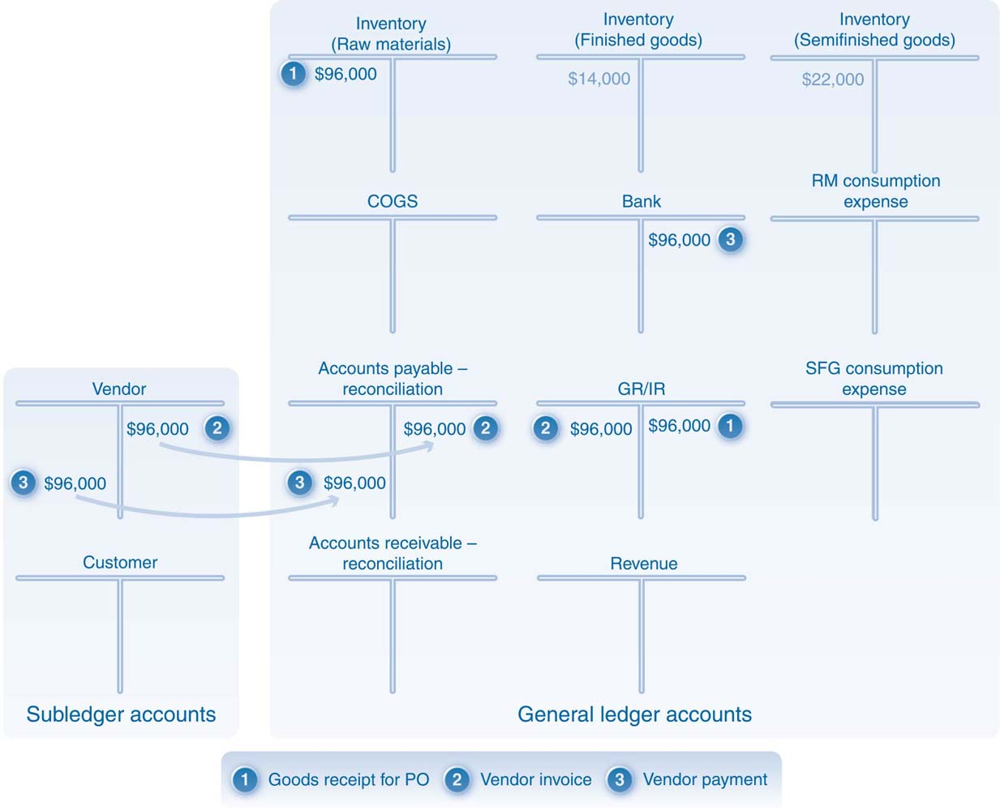 Inventory
(Raw materials)
Inventory
(Finished goods)
Inventory
(Semifinished goods)
1 $96,000
$14,000
$22,000
COGS
Bank
RM consumption
expense
$96,000 3
Vendor
Accounts payable –
reconciliation
GR/IR
SFG consumption
expense
$96,000 2
$96,000 2
2 $96,000
$96,000 1
3 $96,000
3 $96,000
Customer
Accounts receivable –
reconciliation
Revenue
Subledger accounts
General ledger accounts
1 Goods receipt for PO 2 Vendor invoice 3 Vendor payment